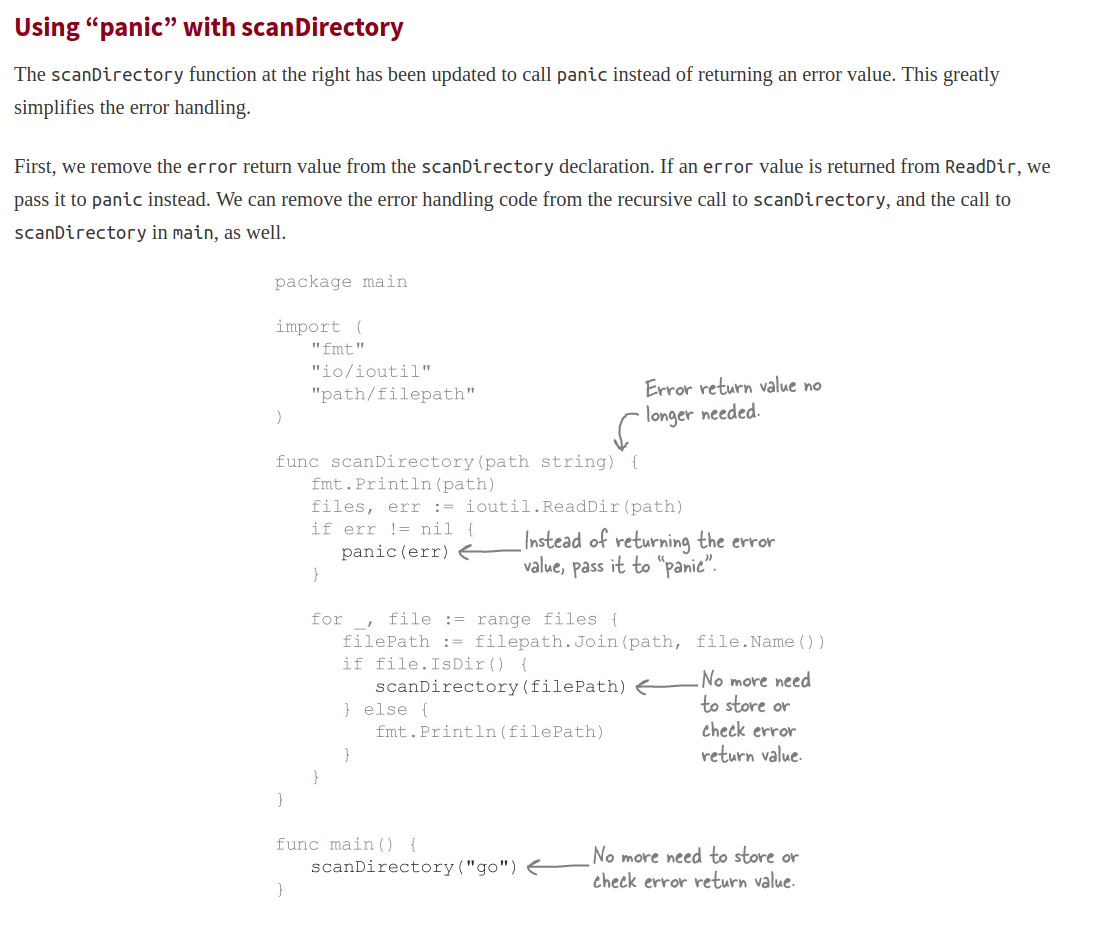 Using “panic” with scanDirectory
The scanDirectory function at the right has been updated to call panic instead of returning an error value. This greatly
simplifies the error handling.
First, we remove the error return value from the scanDirectory declaration. If an error value is returned from ReadDir, we
pass it to panic instead. We can remove the error handling code from the recursive call to scanDirectory, and the call to
scanDirectory in main, as well.
package main
import (
"fmt"
"io/ioutil"
"path/filepath"
)
Error return value no
longer needed.
func scanDirectory(path string) {
fmt.Println(path)
files, err := ioutil.ReadDir(path)
if err != nil {
panic(err)
}
Instead of returning the error
value, pass it to "panic".
for _, file := range files {
filePath := filepath.Join(path, file.Name())
if file.IsDir() {
scanDirectory(filePath)
} else {
fmt.Println(filePath)
}
}
}
No more need
to store or
check error
return value.
func main() {
scanDirectory("go")
}
No more need to store or
check error return value.